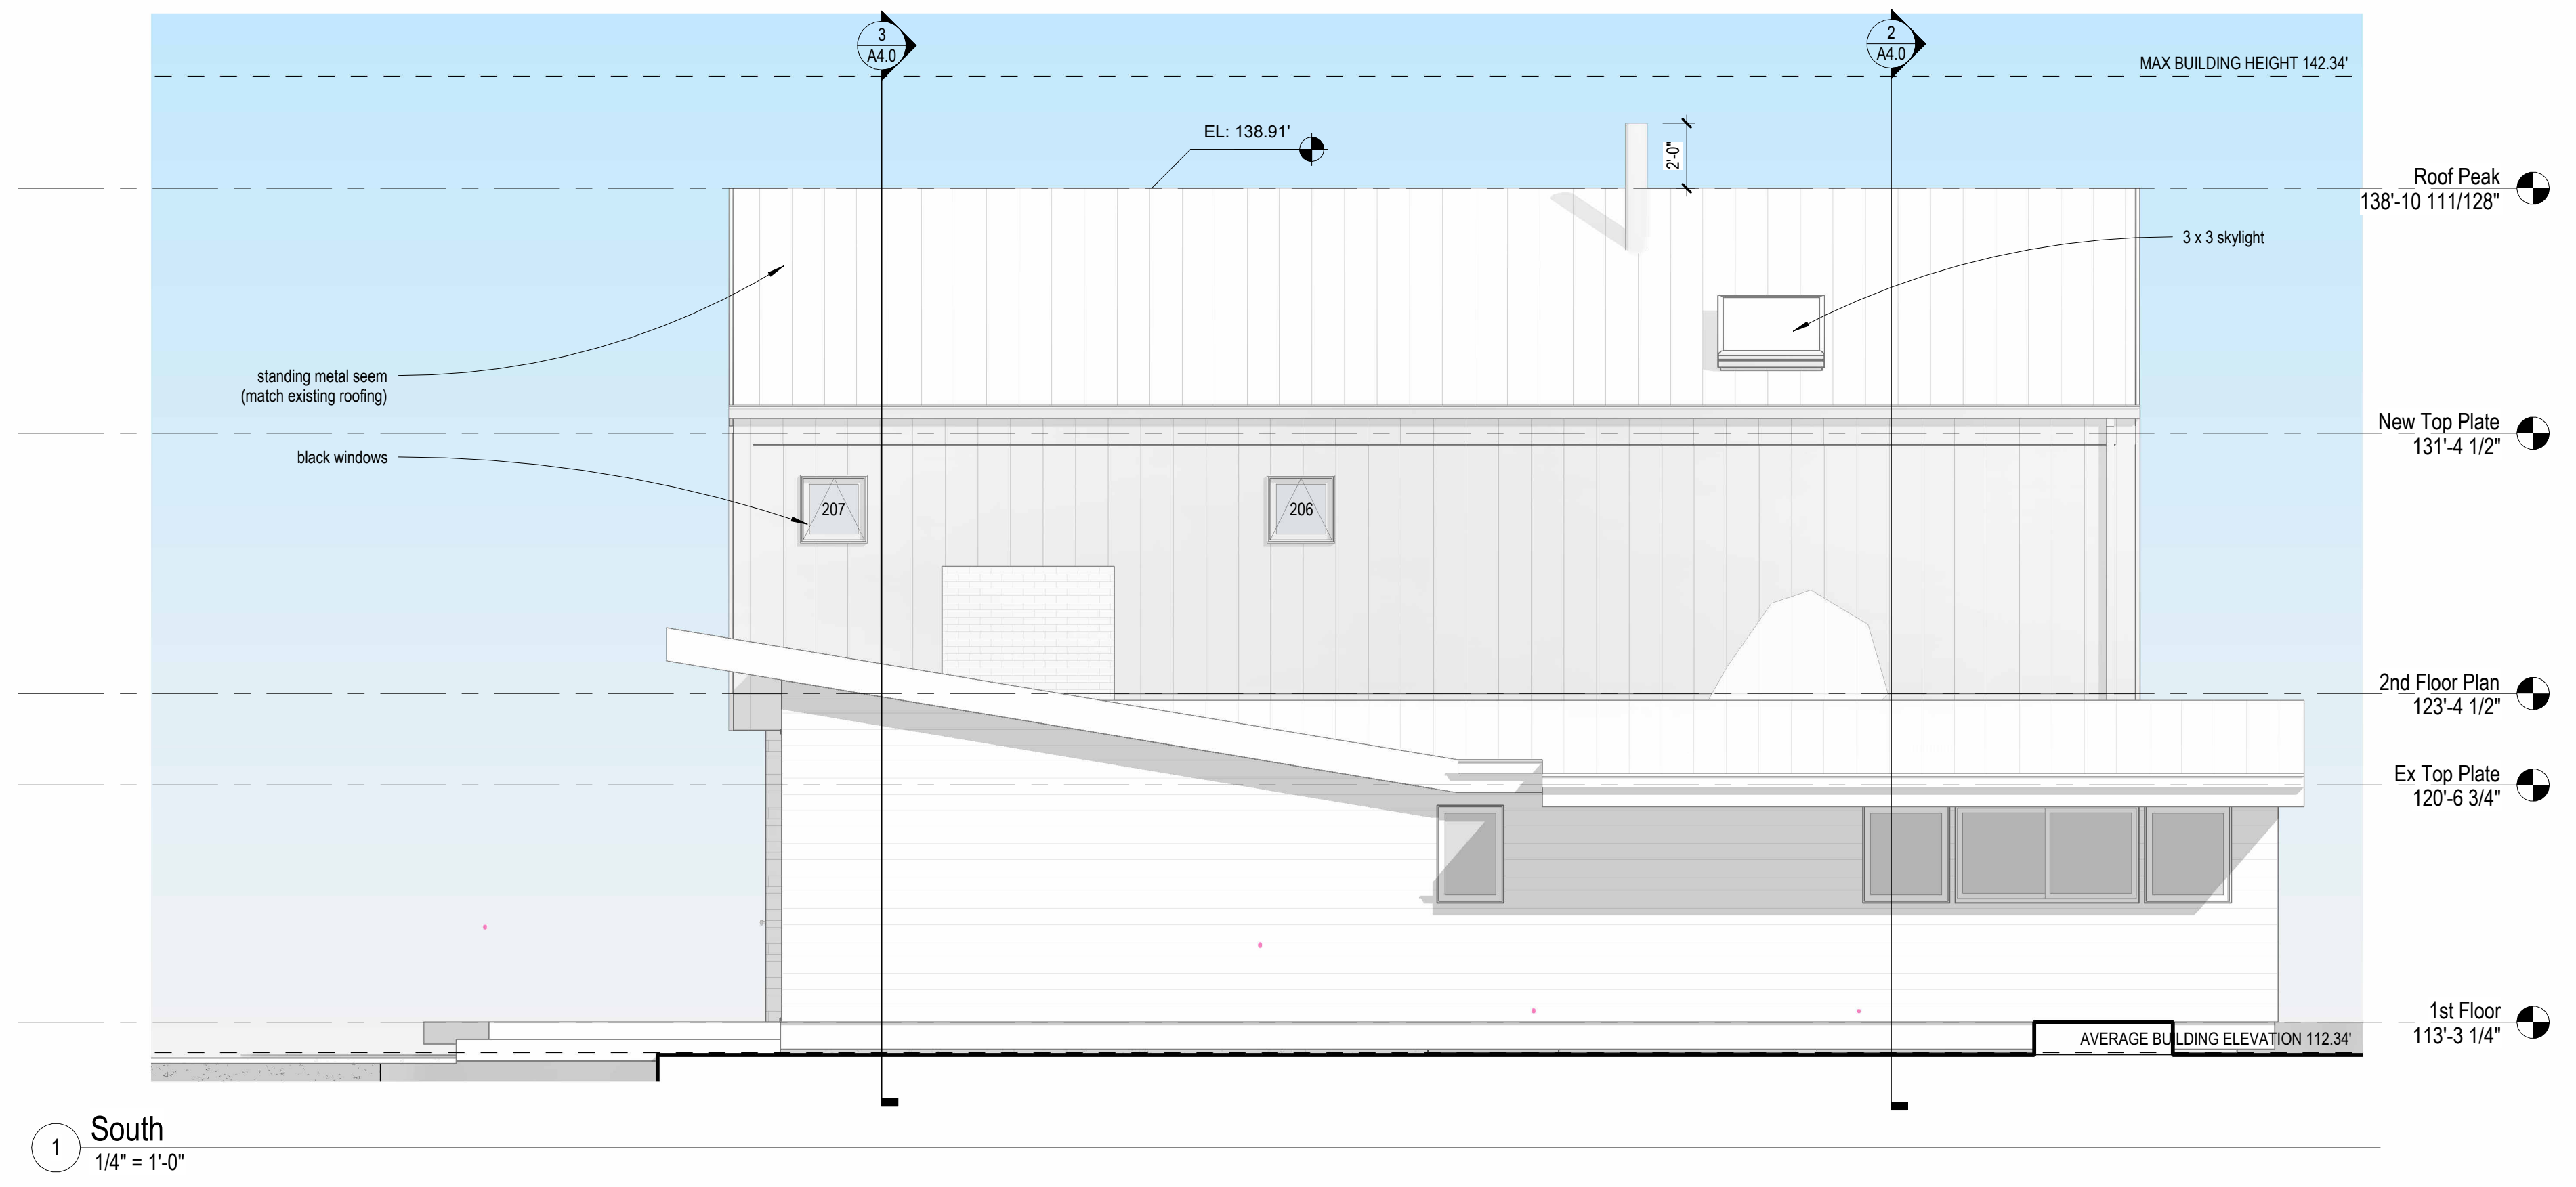 3
A4.0
2
A4.0
MAX BUILDING HEIGHT 142.34'
EL: 138.91'
2'-0"
Roof Peak
138'-10 111/128"
3 x 3 skylight
standing metal seem
(match existing roofing)
New Top Plate
131'-4 1/2"
black windows
207
206
2nd Floor Plan
123'-4 1/2"
Ex Top Plate
120'-6 3/4"
1st Floor
113'-3 1/4"
AVERAGE BUILDING ELEVATION 112.34'
1
South
1/4" = 1'-0"